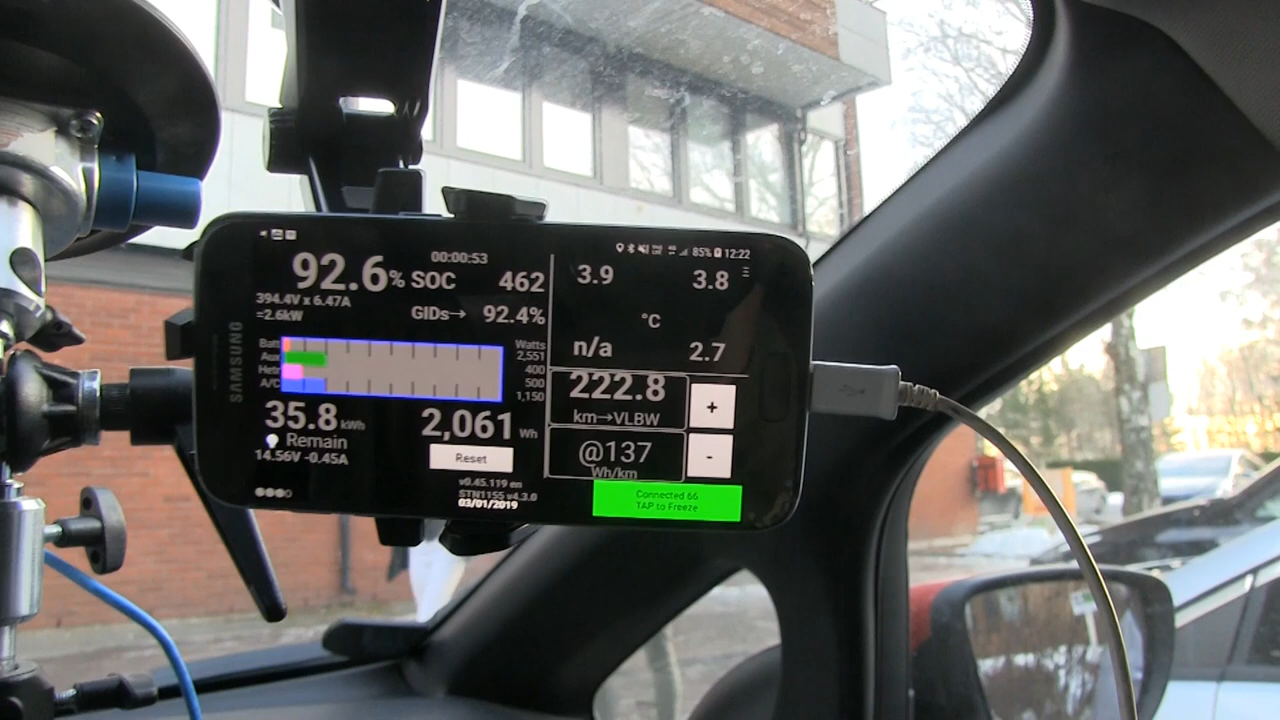 85% 12:22
00:00:53
92.6% SOC 462
394.4V x 6.47A
=2.6kW
GIDs→ 92.4%
3.9 3.8
°C
n/a 2.7
SAMSUNG
Watts
Batt 2,551
Aux 400
Hetr 500
A/C 1,150
35.8 kWh
Remain
14.56V -0.45A
2,061 Wh
Reset
v0.45.119 en
STN1155 v4.3.0
03/01/2019
222.8
km→VLBW
+
@137
Wh/km
-
Connected 66
TAP to Freeze